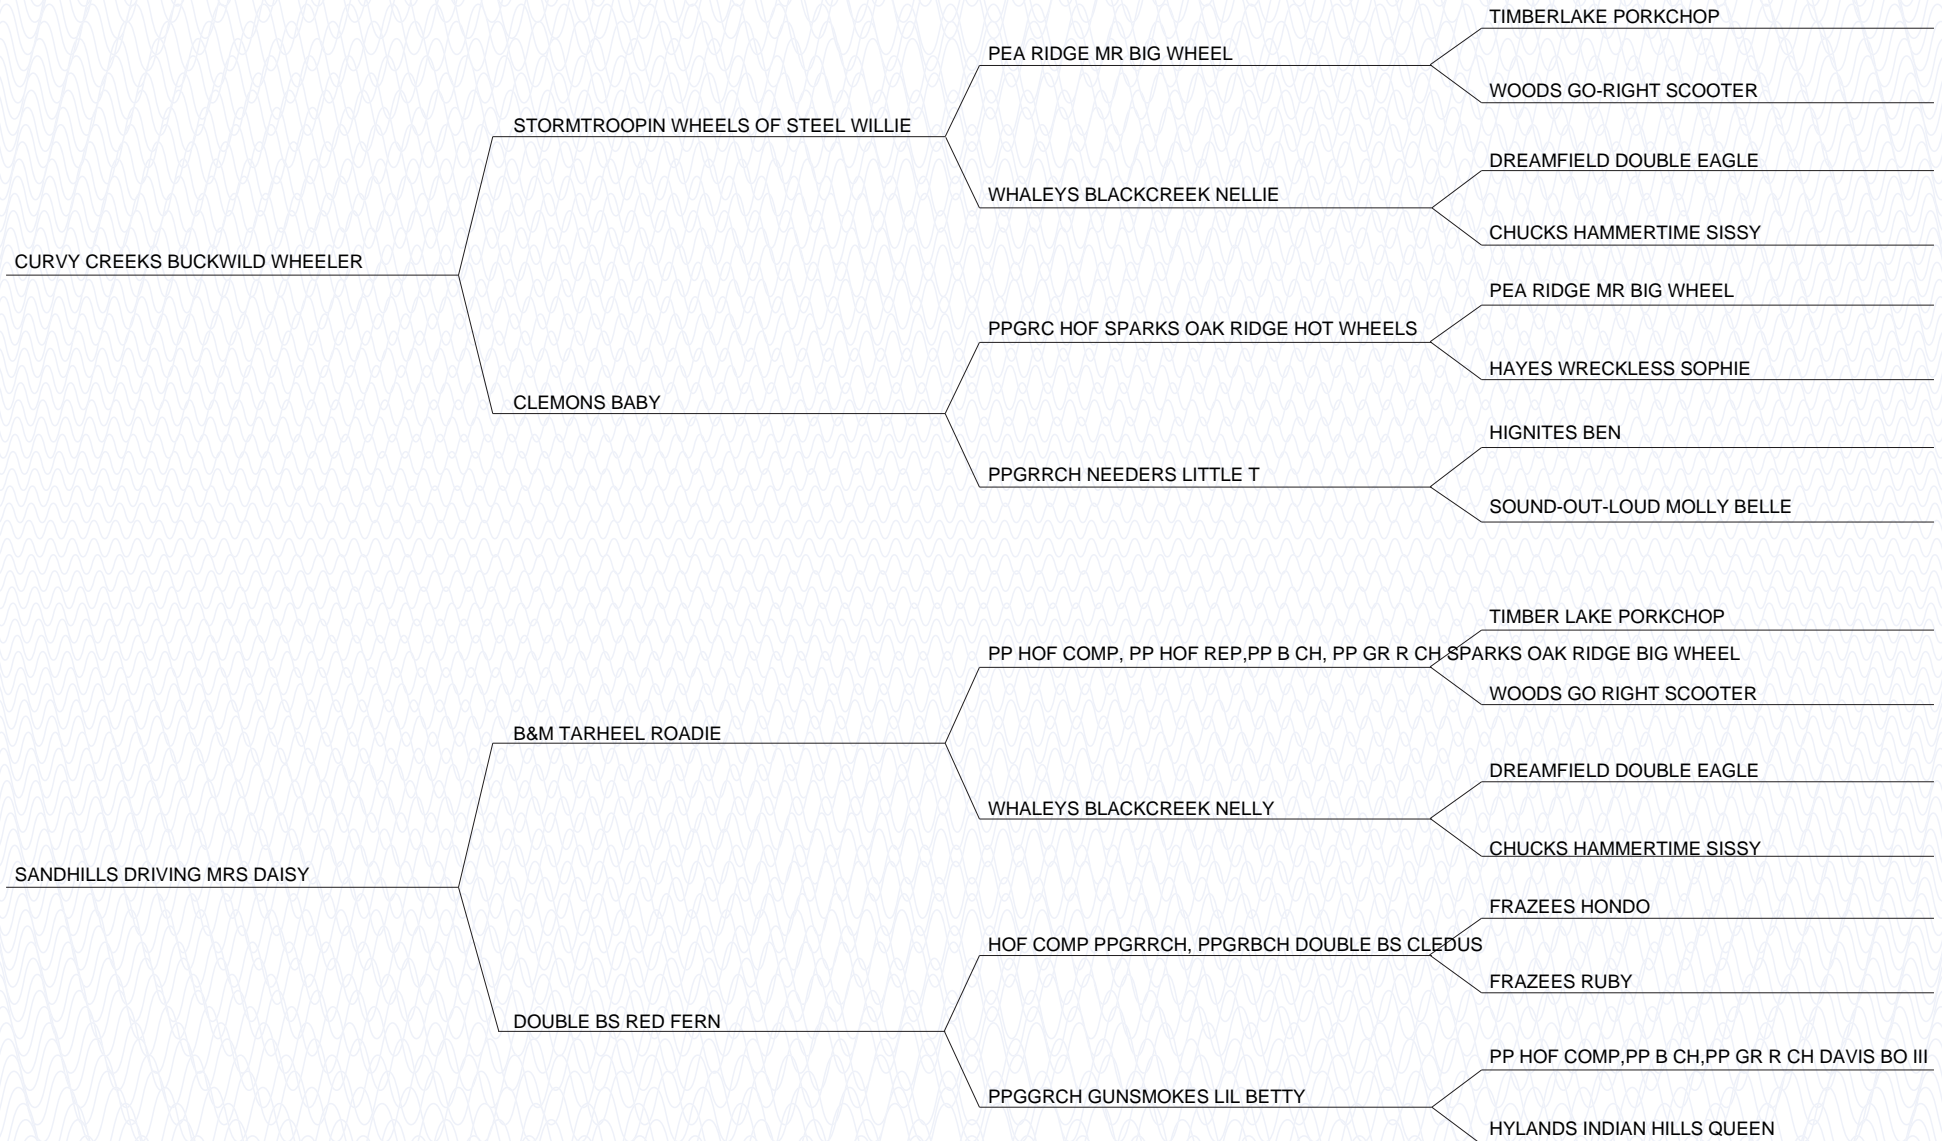 TIMBERLAKE PORKCHOP
PEA RIDGE MR BIG WHEEL
WOODS GO-RIGHT SCOOTER
STORMTROOPIN WHEELS OF STEEL WILLIE
DREAMFIELD DOUBLE EAGLE
WHALEYS BLACKCREEK NELLIE
CHUCKS HAMMERTIME SISSY
CURVY CREEKS BUCKWILD WHEELER
PEA RIDGE MR BIG WHEEL
PPGRC HOF SPARKS OAK RIDGE HOT WHEELS
HAYES WRECKLESS SOPHIE
CLEMONS BABY
HIGNITES BEN
PPGRRCH NEEDERS LITTLE T
SOUND-OUT-LOUD MOLLY BELLE
TIMBER LAKE PORKCHOP
PP HOF COMP, PP HOF REP,PP B CH, PP GR R CH SPARKS OAK RIDGE BIG WHEEL
WOODS GO RIGHT SCOOTER
B&M TARHEEL ROADIE
DREAMFIELD DOUBLE EAGLE
WHALEYS BLACKCREEK NELLY
CHUCKS HAMMERTIME SISSY
SANDHILLS DRIVING MRS DAISY
FRAZEES HONDO
HOF COMP PPGRRCH, PPGRBCH DOUBLE BS CLEDUS
FRAZEES RUBY
DOUBLE BS RED FERN
PP HOF COMP,PP B CH,PP GR R CH DAVIS BO III
PPGGRCH GUNSMOKES LIL BETTY
HYLANDS INDIAN HILLS QUEEN